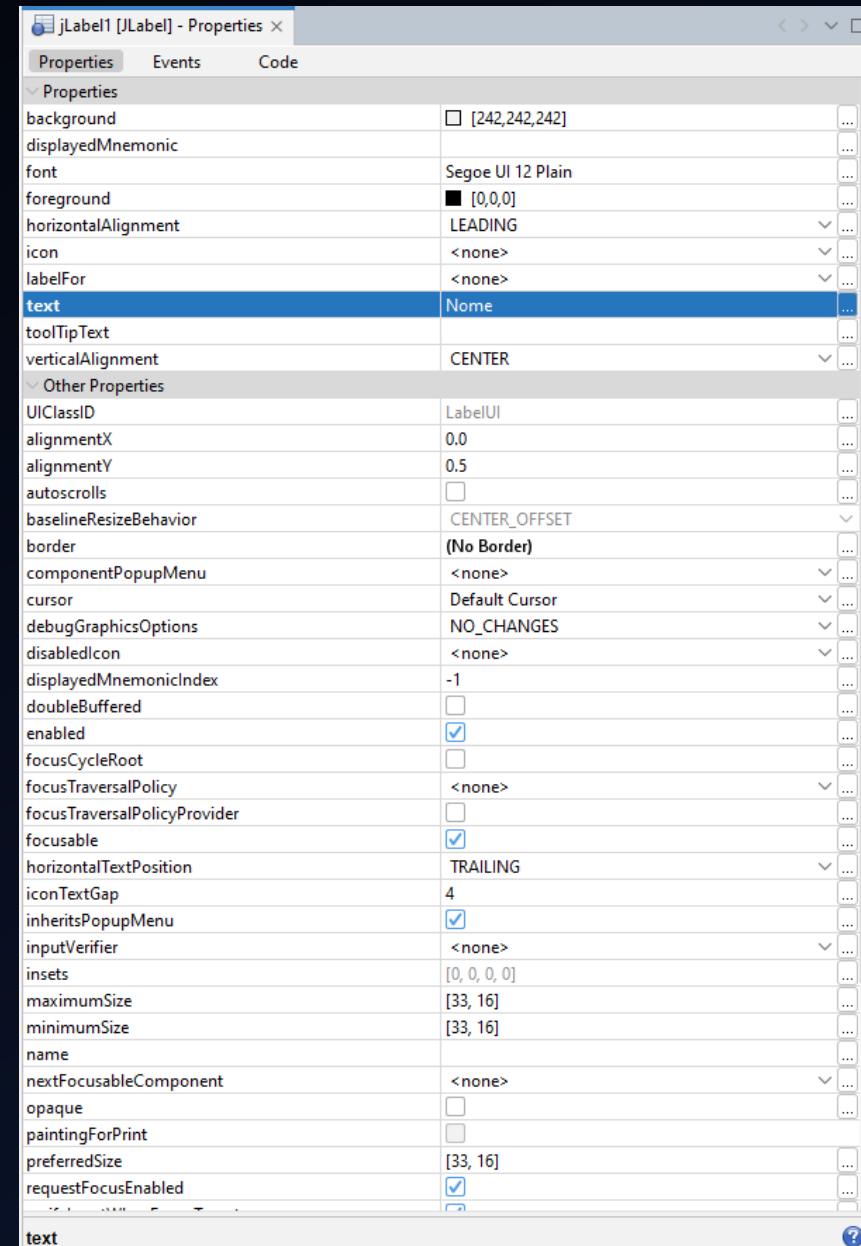 jLabel1 [JLabel] - Properties
Properties Events Code
Properties
background [242,242,242] ...
displayedMnemonic ...
font Segoe UI 12 Plain ...
foreground [0,0,0] ...
horizontalAlignment LEADING ...
icon <none> ...
labelFor <none> ...
text Nome ...
toolTipText ...
verticalAlignment CENTER ...
Other Properties
UIClassID LabelUI ...
alignmentX 0.0 ...
alignmentY 0.5 ...
autoscrolls ...
baselineResizeBehavior CENTER_OFFSET
border (No Border) ...
componentPopupMenu <none> ...
cursor Default Cursor ...
debugGraphicsOptions NO_CHANGES ...
disabledIcon <none> ...
displayedMnemonicIndex -1 ...
doubleBuffered ...
enabled ...
focusCycleRoot ...
focusTraversalPolicy <none> ...
focusTraversalPolicyProvider ...
focusable ...
horizontalTextPosition TRAILING ...
iconTextGap 4 ...
inheritsPopupMenu ...
inputVerifier <none> ...
insets [0, 0, 0, 0] ...
maximumSize [33, 16] ...
minimumSize [33, 16] ...
name ...
nextFocusableComponent <none> ...
opaque ...
paintingForPrint
preferredSize [33, 16] ...
requestFocusEnabled ...
text ?